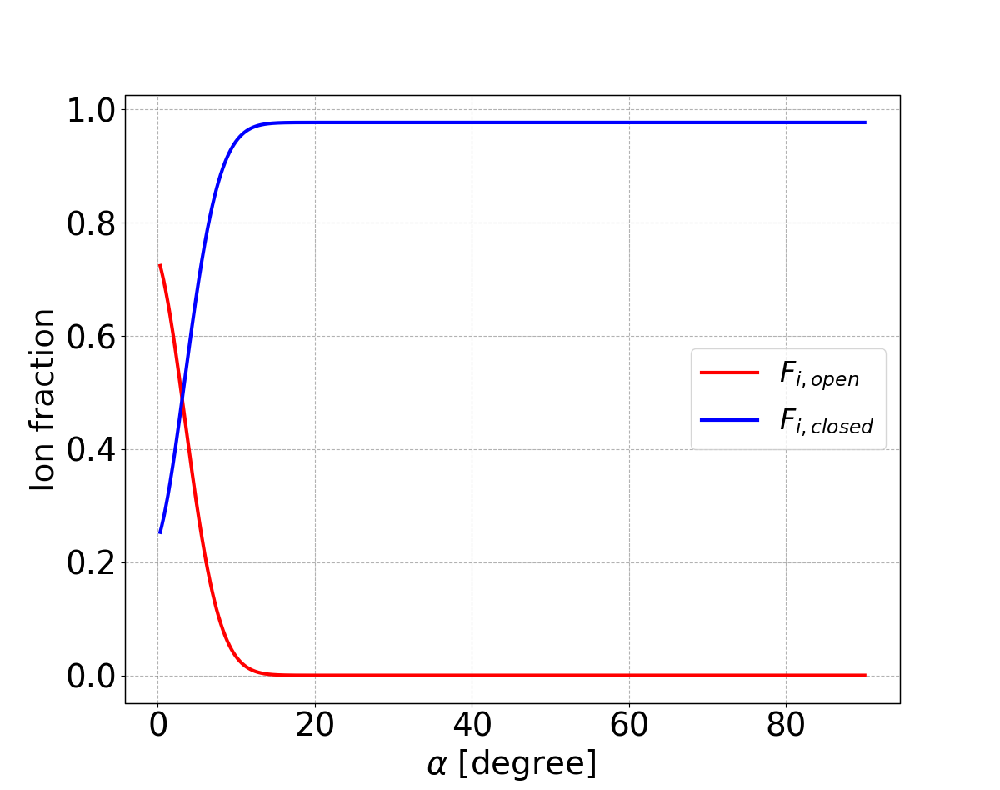 1.0
0.8
0.6
0.4
0.2
0.0
Ion fraction
F_{i, open}
F_{i, closed}
0 20 40 60 80
α [degree]